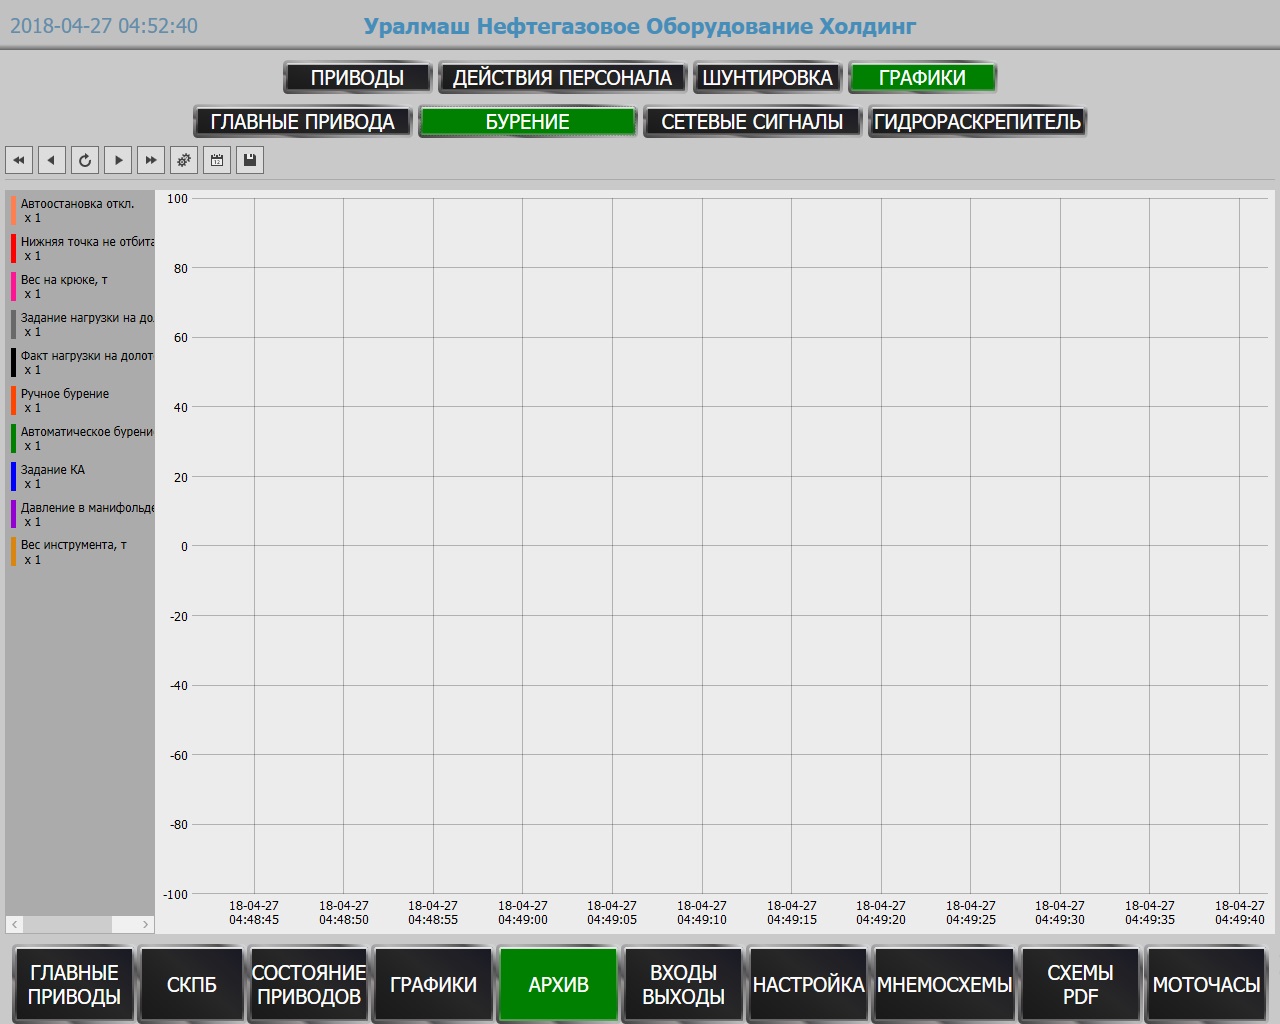 2018-04-27 04:52:40
Уралмаш Нефтегазовое Оборудование Холдинг
ПРИВОДЫ
ДЕЙСТВИЯ ПЕРСОНАЛА
ШУНТИРОВКА
ГРАФИКИ
ГЛАВНЫЕ ПРИВОДА
БУРЕНИЕ
СЕТЕВЫЕ СИГНАЛЫ
ГИДРОРАСКРЕПИТЕЛЬ
12
Автоостановка откл.
x 1
Нижняя точка не отбита
x 1
Вес на крюке, т
x 1
Задание нагрузки на до
x 1
Факт нагрузки на долот
x 1
Ручное бурение
x 1
Автоматическое бурени
x 1
Задание КА
x 1
Давление в манифольде
x 1
Вес инструмента, т
x 1
100
80
60
40
20
0
-20
-40
-60
-80
-100
18-04-27 18-04-27 18-04-27 18-04-27 18-04-27 18-04-27 18-04-27 18-04-27 18-04-27 18-04-27 18-04-27 18-04-27
04:48:45 04:48:50 04:48:55 04:49:00 04:49:05 04:49:10 04:49:15 04:49:20 04:49:25 04:49:30 04:49:35 04:49:40
ГЛАВНЫЕ
ПРИВОДЫ
СКПБ
СОСТОЯНИЕ
ПРИВОДОВ
ГРАФИКИ
АРХИВ
ВХОДЫ
ВЫХОДЫ
НАСТРОЙКА
МНЕМОСХЕМЫ
СХЕМЫ
PDF
МОТОЧАСЫ